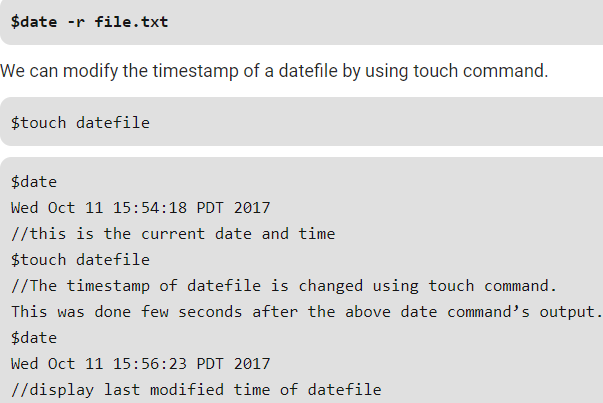 $date -r file.txt
We can modify the timestamp of a datefile by using touch command.
$touch datefile
$date
Wed Oct 11 15:54:18 PDT 2017
//this is the current date and time
$touch datefile
//The timestamp of datefile is changed using touch command.
This was done few seconds after the above date command’s output.
$date
Wed Oct 11 15:56:23 PDT 2017
//display last modified time of datefile